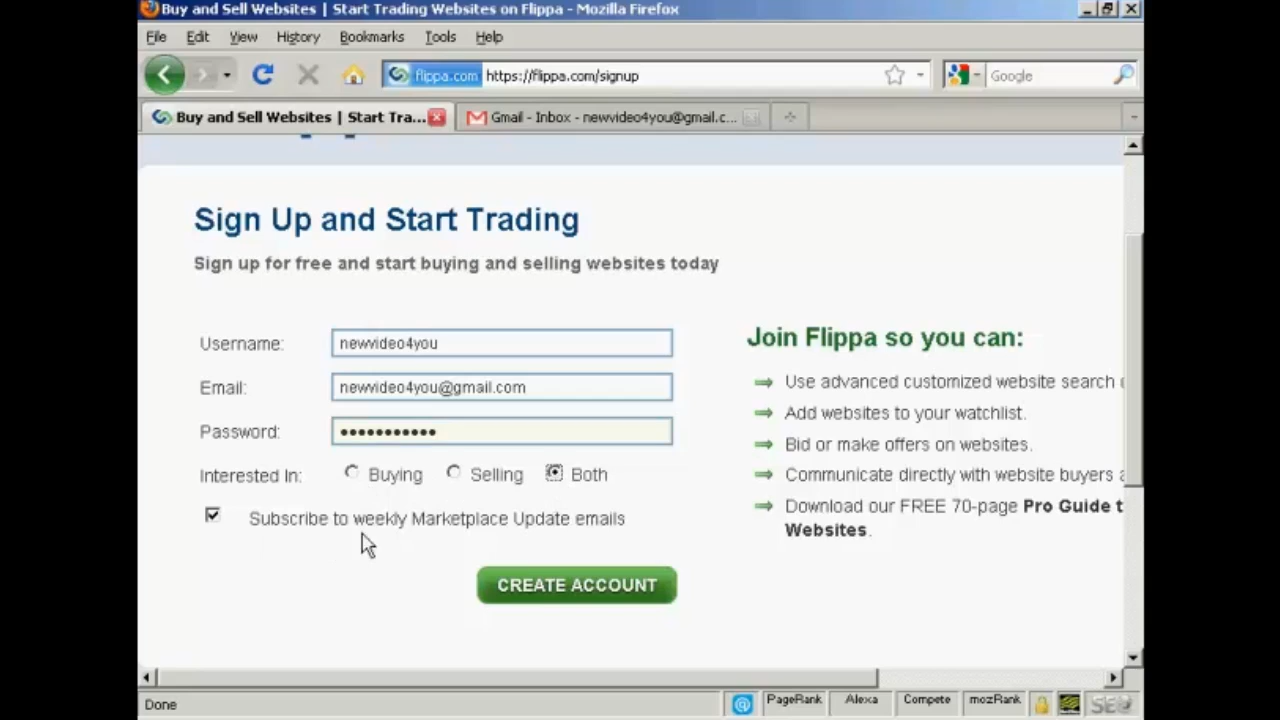 Buy and Sell Websites | Start Trading Websites on Flippa - Mozilla Firefox
File Edit View History Bookmarks Tools Help
flippa.com https://flippa.com/signup
Google
Buy and Sell Websites | Start Tra...
Gmail - Inbox - newvideo4you@gmail.c...
Sign Up and Start Trading
Sign up for free and start buying and selling websites today
Username: newvideo4you
Email: newvideo4you@gmail.com
Password: •••••••••••
Interested In: Buying Selling Both
Subscribe to weekly Marketplace Update emails
CREATE ACCOUNT
Join Flippa so you can:
Use advanced customized website search
Add websites to your watchlist.
Bid or make offers on websites.
Communicate directly with website buyers
Download our FREE 70-page Pro Guide t
Websites.
Done
@ PageRank Alexa Compete mozRank SEO